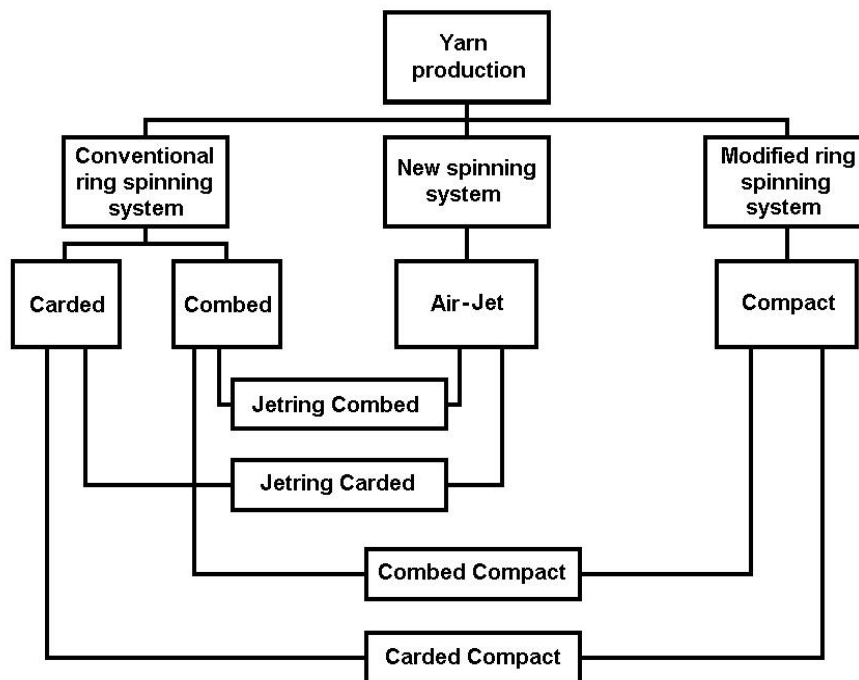 Yarn
production
Conventional
ring spinning
system
New spinning
system
Modified ring
spinning
system
Carded
Combed
Air-Jet
Compact
Jetring Combed
Jetring Carded
Combed Compact
Carded Compact